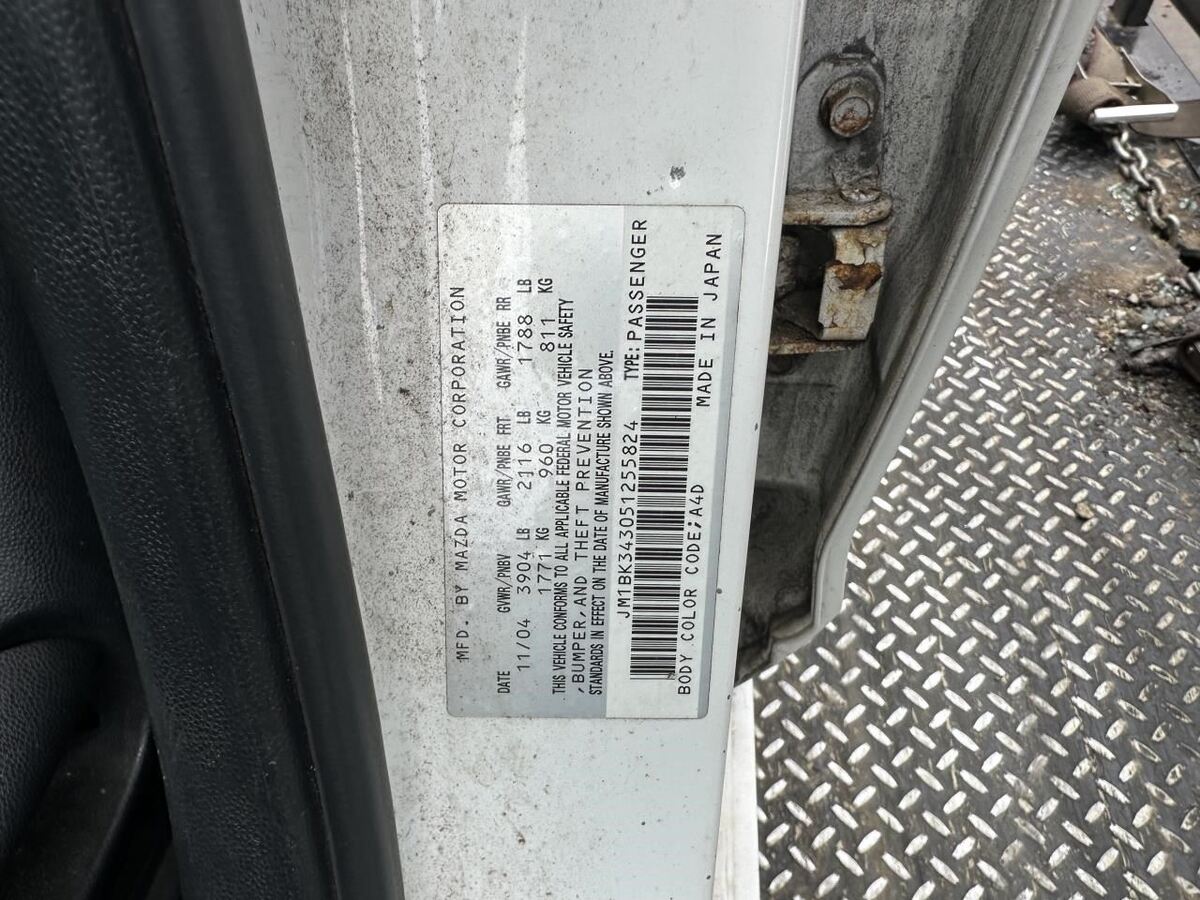 MFD. BY MAZDA MOTOR CORPORATION
DATE GVWR/PNBV GAWR/PNBE FRT GAWR/PNBE RR
11/04 3904 LB 2116 LB 1788 LB
1771 KG 960 KG 811 KG
THIS VEHICLE CONFORMS TO ALL APPLICABLE FEDERAL MOTOR VEHICLE SAFETY
,BUMPER,AND THEFT PREVENTION
STANDARDS IN EFFECT ON THE DATE OF MANUFACTURE SHOWN ABOVE.
JM1BK343051255824 TYPE:PASSENGER
BODY COLOR CODE;A4D MADE IN JAPAN